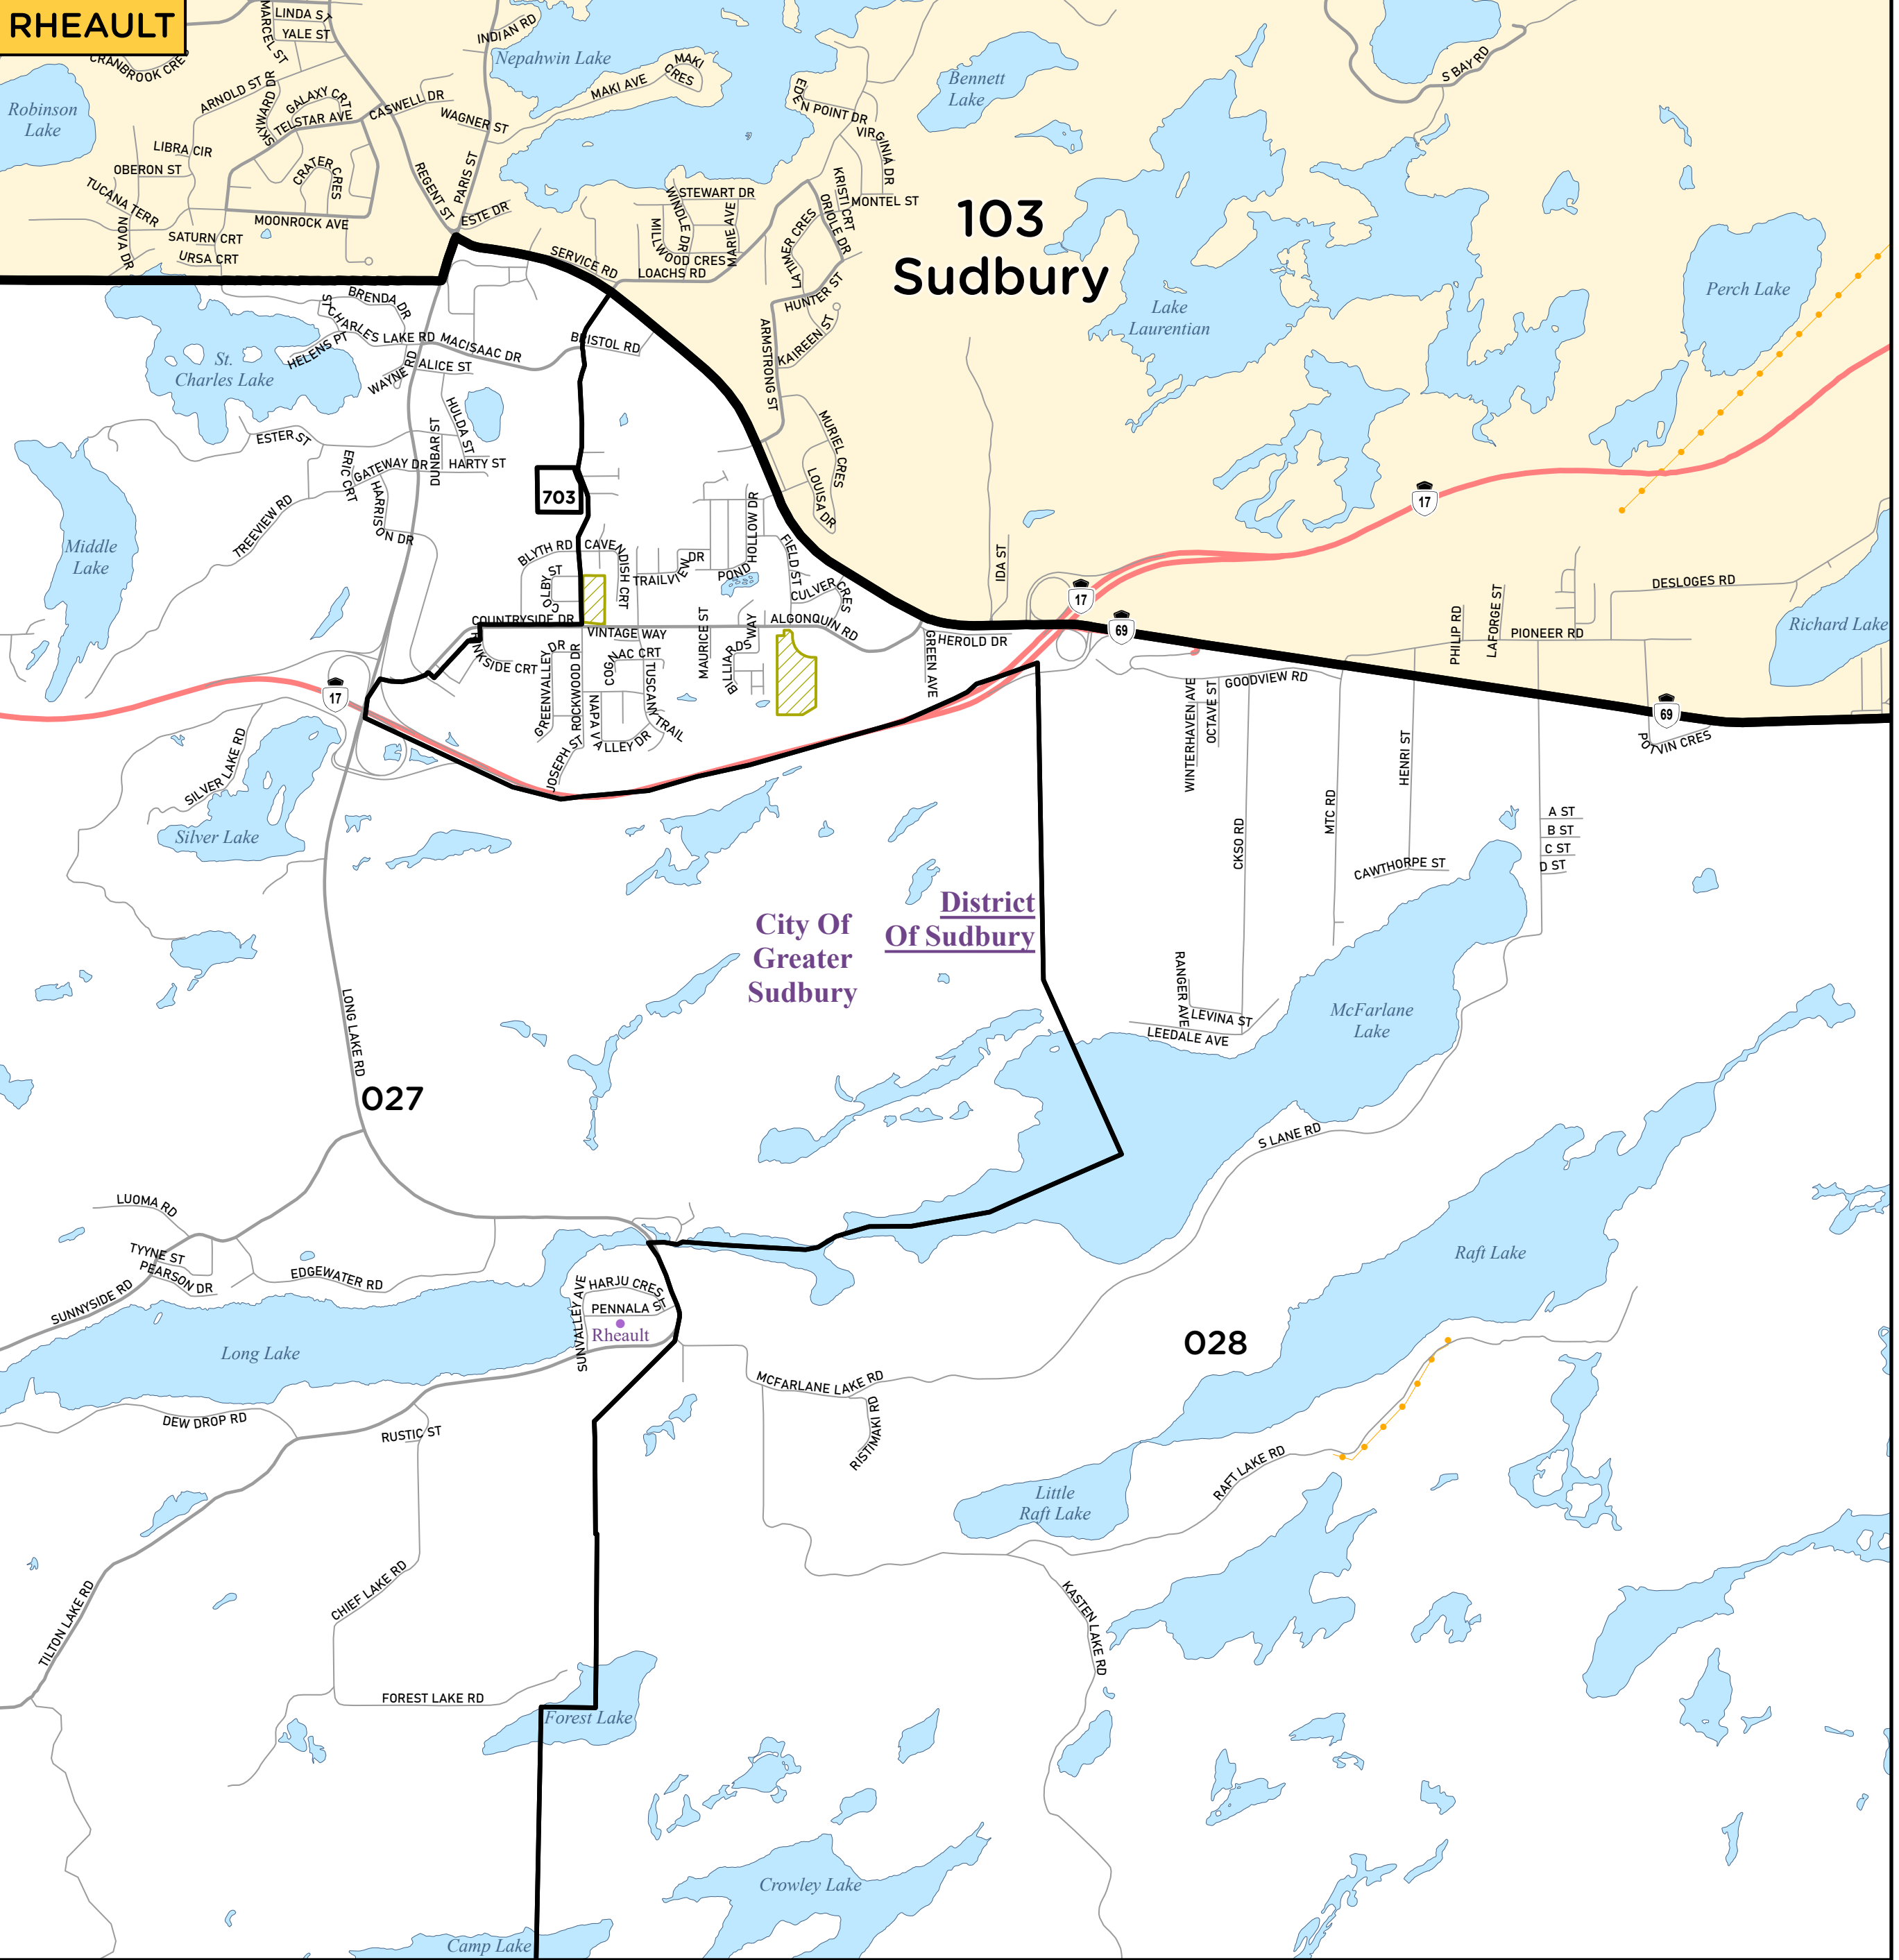 RHEAULT
LINDA ST
YALE ST
MARCEL ST
CRANBROOK CRE
INDIAN RD
Nepahwin Lake
MAKI
CRES
MAKI AVE
Bennett
Lake
S BAY RD
Robinson
Lake
ARNOLD ST
SKYWARD DR
GALAXY CRT
TELSTAR AVE
CASWELL DR
WAGNER ST
EDEN POINT DR
VIRGINIA DR
LIBRA CIR
OBERON ST
TUCANA TERR
NOVA DR
CRATER
CRES
REGENT ST
PARIS ST
ESTE DR
MOONROCK AVE
SATURN CRT
URSA CRT
STEWART DR
WINDLE DR
MILLWOOD CRES
MARIE AVE
LOACHS RD
SERVICE RD
KRISTI CRT
ORIOLE DR
MONTEL ST
LATIMER CRES
HUNTER ST
KAIREEN ST
ARMSTRONG ST
103
Sudbury
Lake
Laurentian
Perch Lake
BRENDA DR
ST CHARLES LAKE RD
HELENS PT
MACISAAC DR
BRISTOL RD
St.
Charles Lake
WAYNE RD
ALICE ST
HULDA ST
DUNBAR ST
HARTY ST
ESTER ST
ERIC CRT
GATEWAY DR
HARRISON DR
TREEVIEW RD
Middle
Lake
703
MURIEL CRES
LOUISA DR
17
BLYTH RD
CAVENDISH CRT
COLBY ST
TRAILVIEW DR
POND HOLLOW DR
FIELD ST
CULVER CRES
IDA ST
17
69
DESLOGES RD
PHILIP RD
LAFORGE ST
PIONEER RD
Richard Lake
COUNTRYSIDE DR
VINTAGE WAY
ALGONQUIN RD
HEROLD DR
GREEN AVE
MAURICE ST
BILLIARDS WAY
COGNAC CRT
TUSCANY TRAIL
GREENVALLEY DR
ROCKWOOD DR
NAPA VALLEY DR
JOSEPH ST
17
GOODVIEW RD
WINTERHAVEN AVE
OCTAVE ST
69
POTVIN CRES
HENRI ST
MTC RD
CKSO RD
A ST
B ST
C ST
D ST
CAWTHORPE ST
SILVER LAKE RD
Silver Lake
City Of
Greater
Sudbury
District
Of Sudbury
RANGER AVE
LEVINA ST
LEEDALE AVE
McFarlane
Lake
LONG LAKE RD
027
S LANE RD
LUOMA RD
TYYNE ST
PEARSON DR
SUNNYSIDE RD
EDGEWATER RD
Raft Lake
HARJU CRES
PENNALA ST
SUNVALLEY AVE
Rheault
028
Long Lake
MCFARLANE LAKE RD
RISTIMAKI RD
DEW DROP RD
RUSTIC ST
RAFT LAKE RD
Little
Raft Lake
CHIEF LAKE RD
TILTON LAKE RD
KASTEN LAKE RD
FOREST LAKE RD
Forest Lake
Crowley Lake
Camp Lake